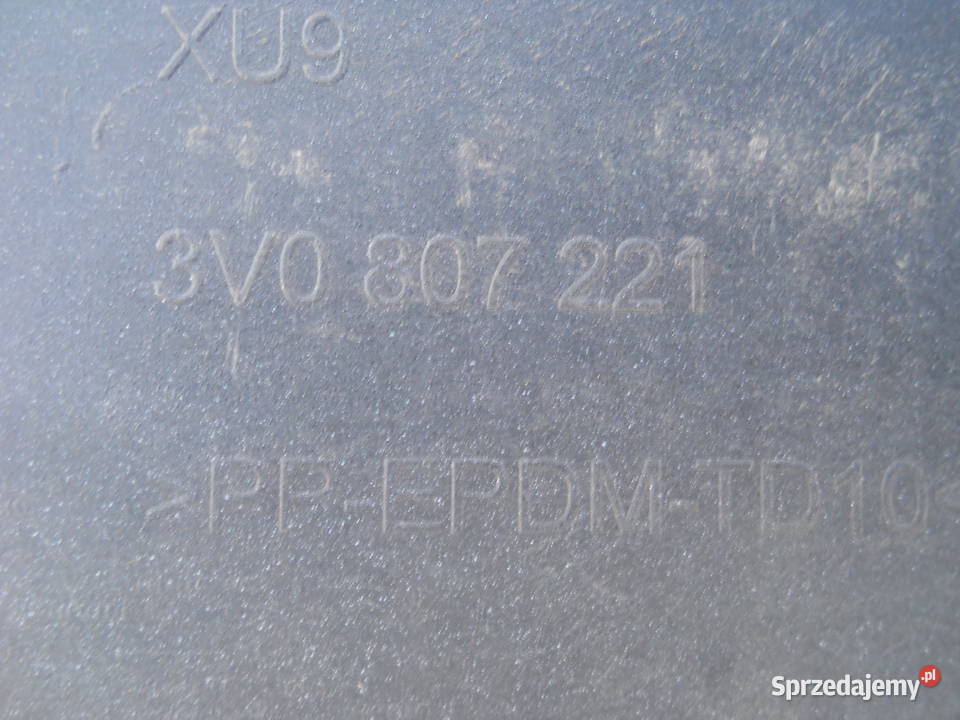 XU9
3V0 807 221
>PP-EPDM-TD10<
Sprzedajemy.pl